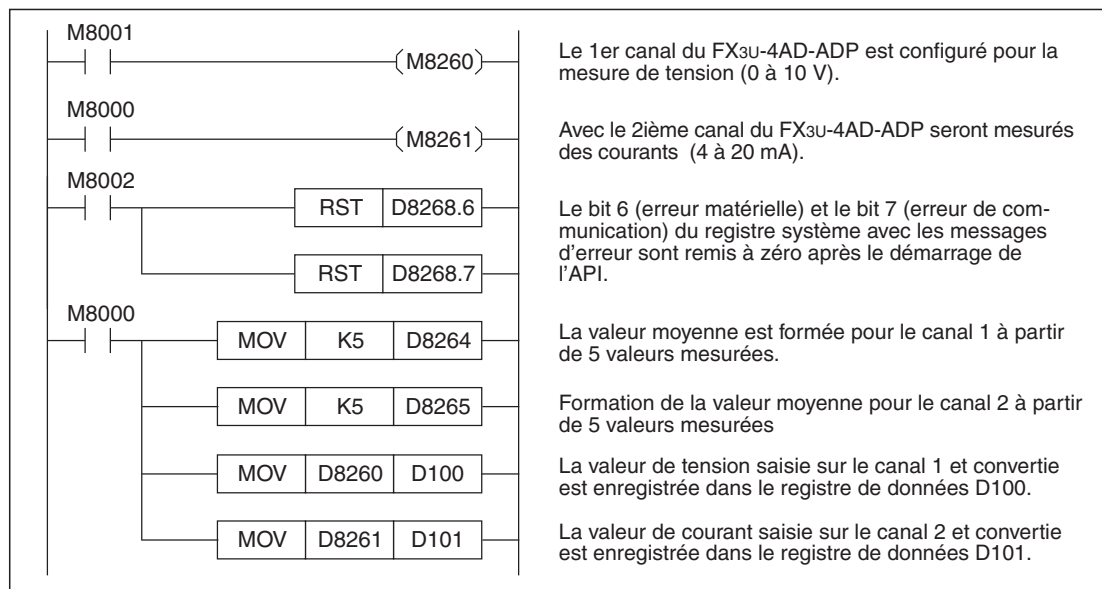 M8001
(M8260)
Le 1er canal du FX3U-4AD-ADP est configuré pour la
mesure de tension (0 à 10 V).
M8000
(M8261)
Avec le 2ième canal du FX3U-4AD-ADP seront mesurés
des courants (4 à 20 mA).
M8002
RST D8268.6
RST D8268.7
Le bit 6 (erreur matérielle) et le bit 7 (erreur de com-
munication) du registre système avec les messages
d'erreur sont remis à zéro après le démarrage de
l'API.
M8000
MOV K5 D8264
La valeur moyenne est formée pour le canal 1 à partir
de 5 valeurs mesurées.
MOV K5 D8265
Formation de la valeur moyenne pour le canal 2 à partir
de 5 valeurs mesurées
MOV D8260 D100
La valeur de tension saisie sur le canal 1 et convertie
est enregistrée dans le registre de données D100.
MOV D8261 D101
La valeur de courant saisie sur le canal 2 et convertie
est enregistrée dans le registre de données D101.